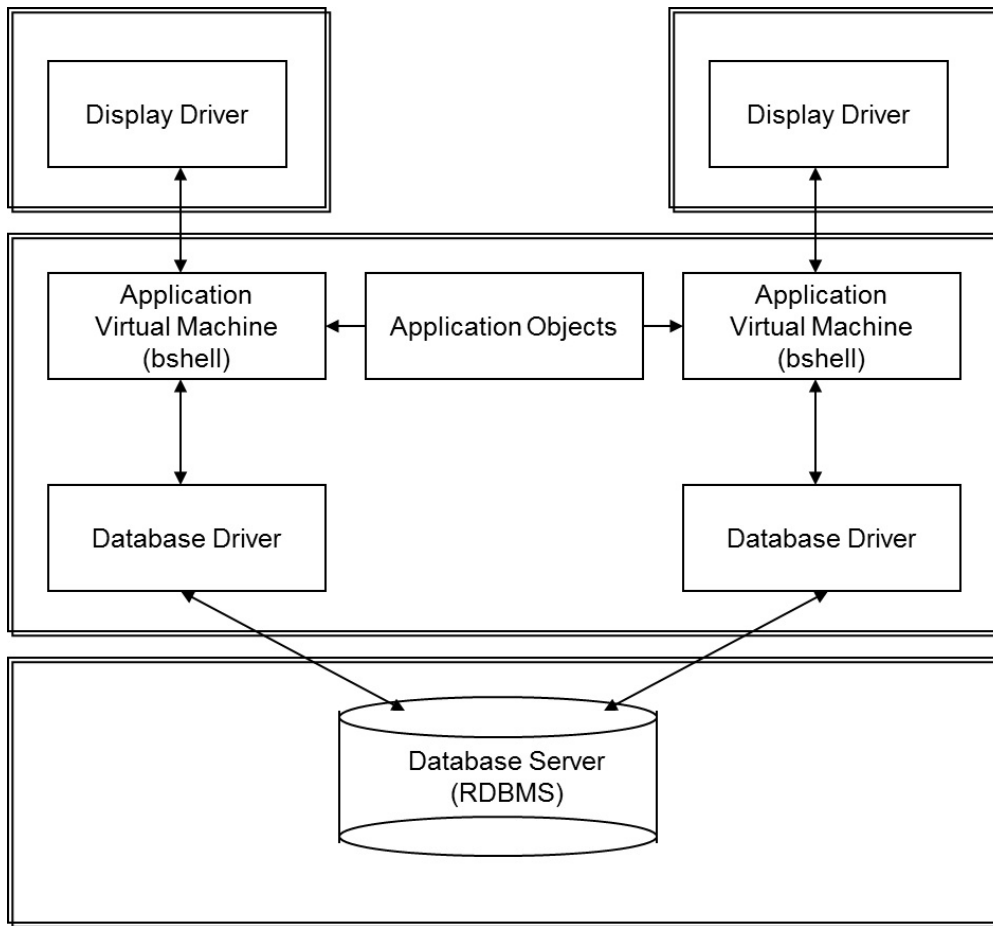 Display Driver
Display Driver
Application
Virtual Machine
(bshell)
Application Objects
Application
Virtual Machine
(bshell)
Database Driver
Database Driver
Database Server
(RDBMS)